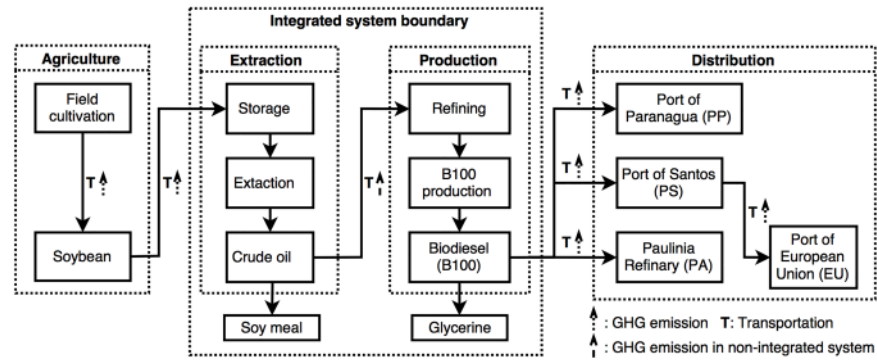 Integrated system boundary
Agriculture
Extraction
Production
Distribution
Field
cultivation
Storage
Refining
T
Port of
Paranagua (PP)
T
T
Extaction
T
B100
production
T
Port of Santos
(PS)
T
Soybean
Crude oil
Biodiesel
(B100)
T
Paulinia
Refinary (PA)
Port of
European
Union (EU)
Soy meal
Glycerine
: GHG emission T: Transportation
: GHG emission in non-integrated system